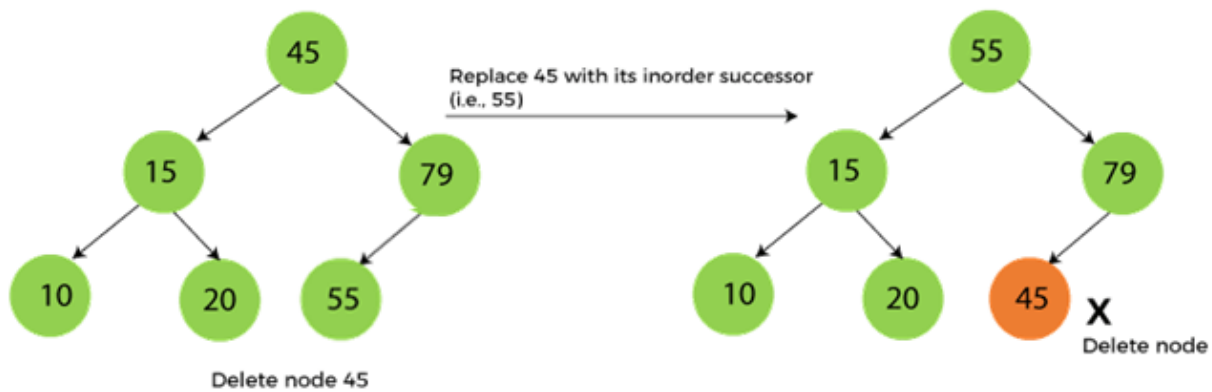 45
55
Replace 45 with its inorder successor
(i.e., 55)
15
79
15
79
10
20
55
10
20
45
X
Delete node
Delete node 45